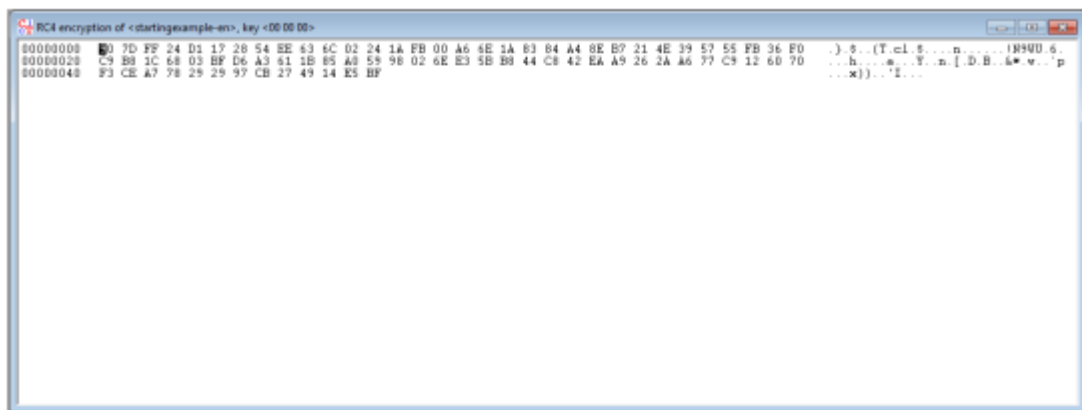 RC4 encryption of <startingexample-en>, key <00 00 00>
00000000 0 7D FF 24 D1 17 28 54 EE 63 6C 02 24 1A FB 00 A6 6E 1A 83 84 A4 8E B7 21 4E 39 57 55 FB 36 F0 .}.$..(T.cl.$....n......!N9WU.6.
00000020 C9 B8 1C 68 03 BF D6 A3 61 1B 85 A0 59 98 02 6E E3 5B B8 44 C8 42 EA A9 26 2A A6 77 C9 12 60 70 ...h....a...Y..n.[.D.B..&*.w..`p
00000040 F3 CE A7 78 29 29 97 CB 27 49 14 E5 BF ...x))..'I...